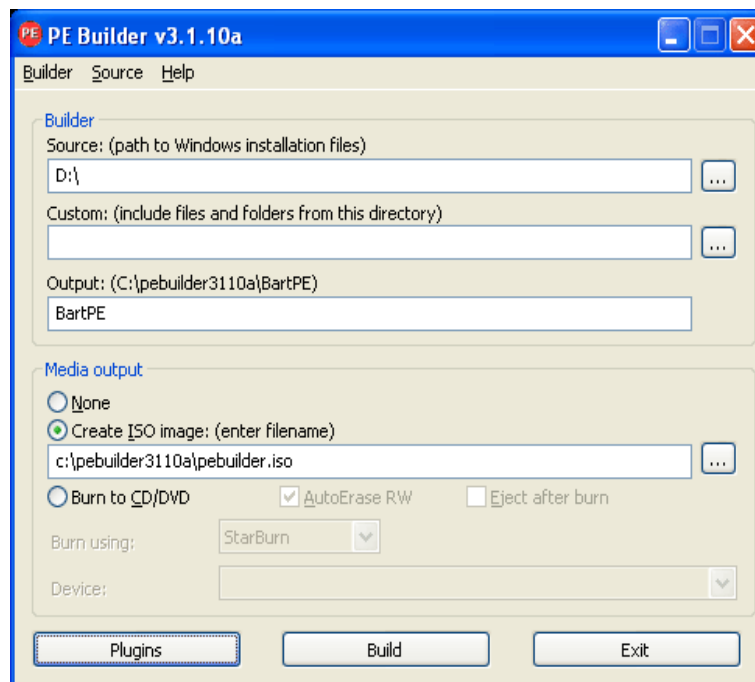 PE PE Builder v3.1.10a
Builder Source Help
Builder
Source: (path to Windows installation files)
D:\
...
Custom: (include files and folders from this directory)
...
Output: (C:\pebuilder3110a\BartPE)
BartPE
Media output
None
Create ISO image: (enter filename)
c:\pebuilder3110a\pebuilder.iso
...
Burn to CD/DVD AutoErase RW Eject after burn
Burn using: StarBurn
Device:
Plugins Build Exit